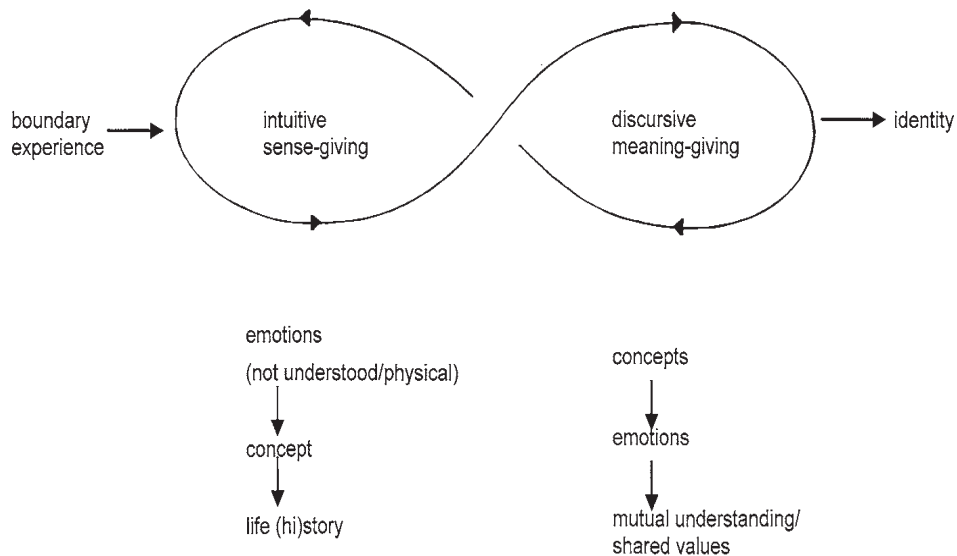 boundary
experience
intuitive
sense-giving
discursive
meaning-giving
identity
emotions
(not understood/physical)
concept
life (hi)story
concepts
emotions
mutual understanding/
shared values